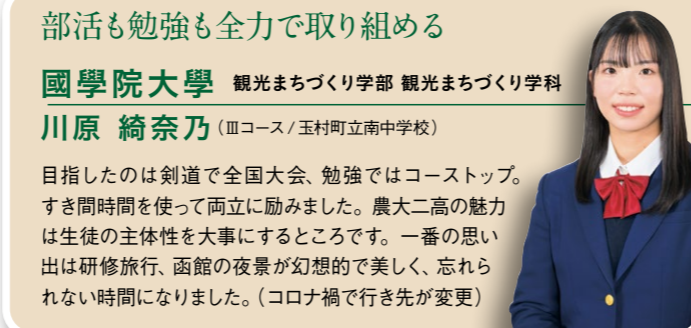 部活も勉強も全力で取り組める
國學院大學 観光まちづくり学部 観光まちづくり学科
川原 綺奈乃（Ⅲコース/玉村町立南中学校）
目指したのは剣道で全国大会、勉強ではコーストップ。
すき間時間を使って両立に励みました。農大二高の魅力
は生徒の主体性を大事にするところです。一番の思い
出は研修旅行、函館の夜景が幻想的で美しく、忘れら
れない時間になりました。（コロナ禍で行き先が変更）